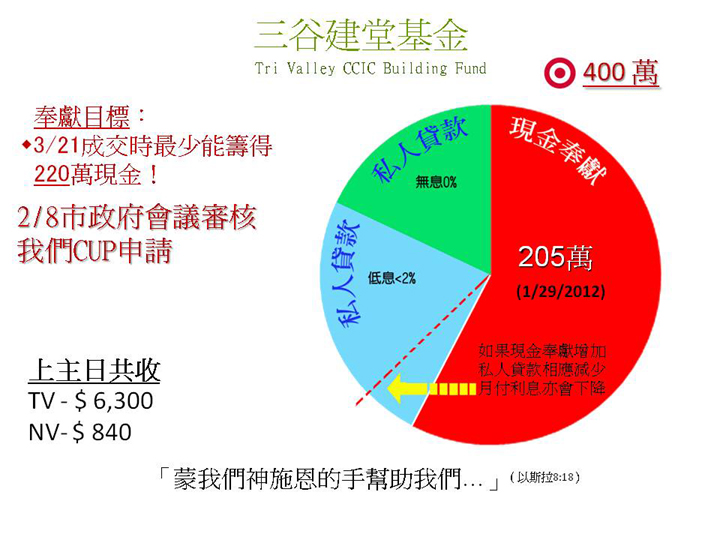 三谷建堂基金
Tri Valley CCIC Building Fund
400 萬
奉獻目標：
3/21成交時最少能籌得
220萬現金！
2/8市政府會議審核
我們CUP申請
私人貸款
無息0%
現金奉獻
205萬
(1/29/2012)
私人貸款
低息<2%
如果現金奉獻增加
私人貸款相應減少
月付利息亦會下降
上主日共收
TV - $ 6,300
NV- $ 840
「蒙我們神施恩的手幫助我們…」(以斯拉8:18)